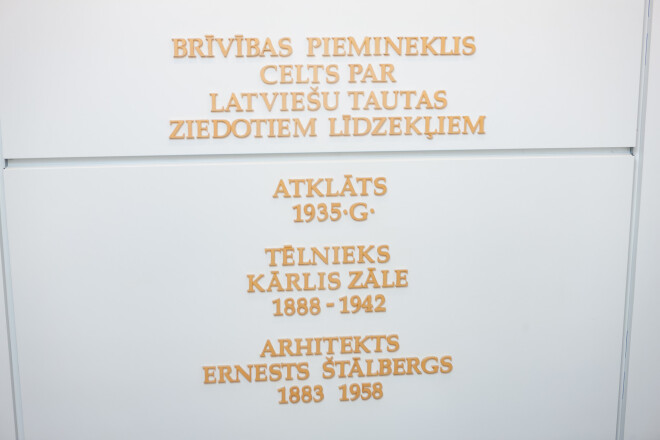 BRĪVĪBAS PIEMINEKLIS
CELTS PAR
LATVIEŠU TAUTAS
ZIEDOTIEM LĪDZEKĻIEM
ATKLĀTS
1935·G·
TĒLNIEKS
KĀRLIS ZĀLE
1888 - 1942
ARHITEKTS
ERNESTS ŠTĀLBERGS
1883 1958